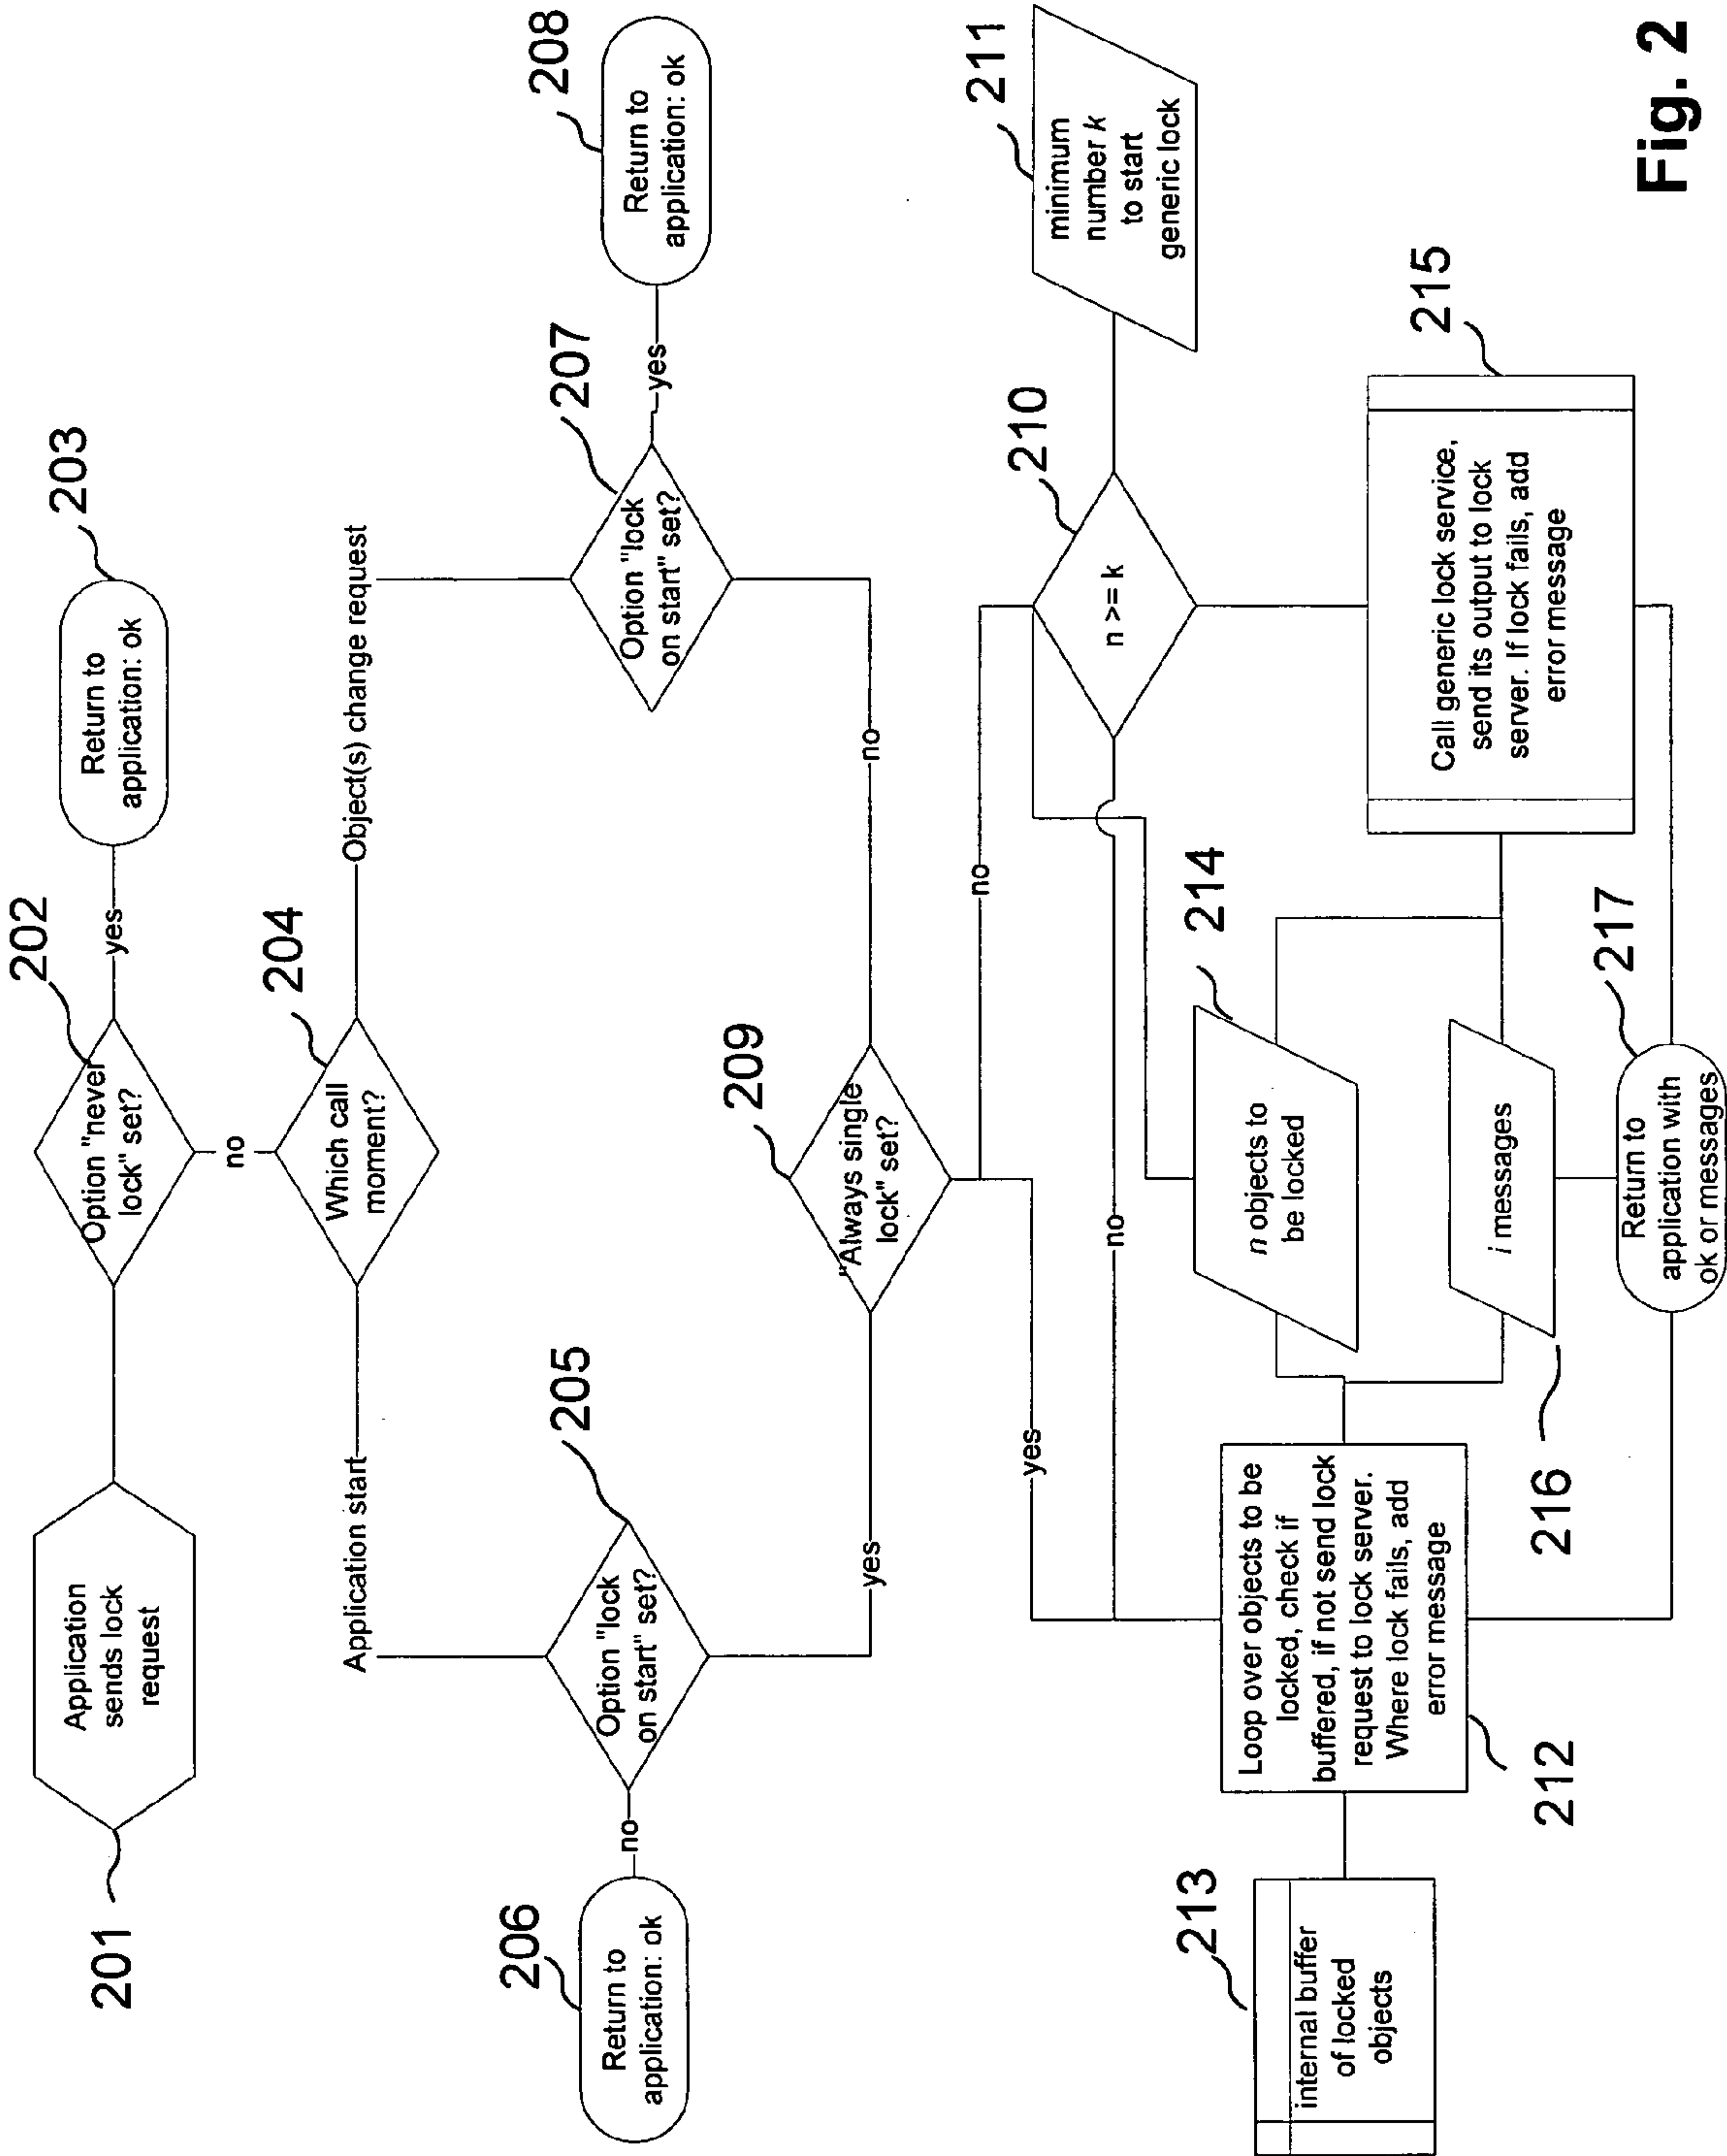 201
Application
sends lock
request
202
Option "never
lock" set?
yes
203
Return to
application: ok
no
204
Which call
moment?
Application start
Object(s) change request
205
Option "lock
on start" set?
no
206
Return to
application: ok
yes
207
Option "lock
on start" set?
yes
208
Return to
application: ok
no
209
"Always single
lock" set?
yes
no
210
n >= k
no
211
minimum
number k
to start
generic lock
212
Loop over objects to be
locked, check if
buffered, if not send lock
request to lock server.
Where lock fails, add
error message
213
internal buffer
of locked
objects
214
n objects to
be locked
215
Call generic lock service,
send its output to lock
server. If lock fails, add
error message
216
i messages
217
Return to
application with
ok or messages
Fig. 2